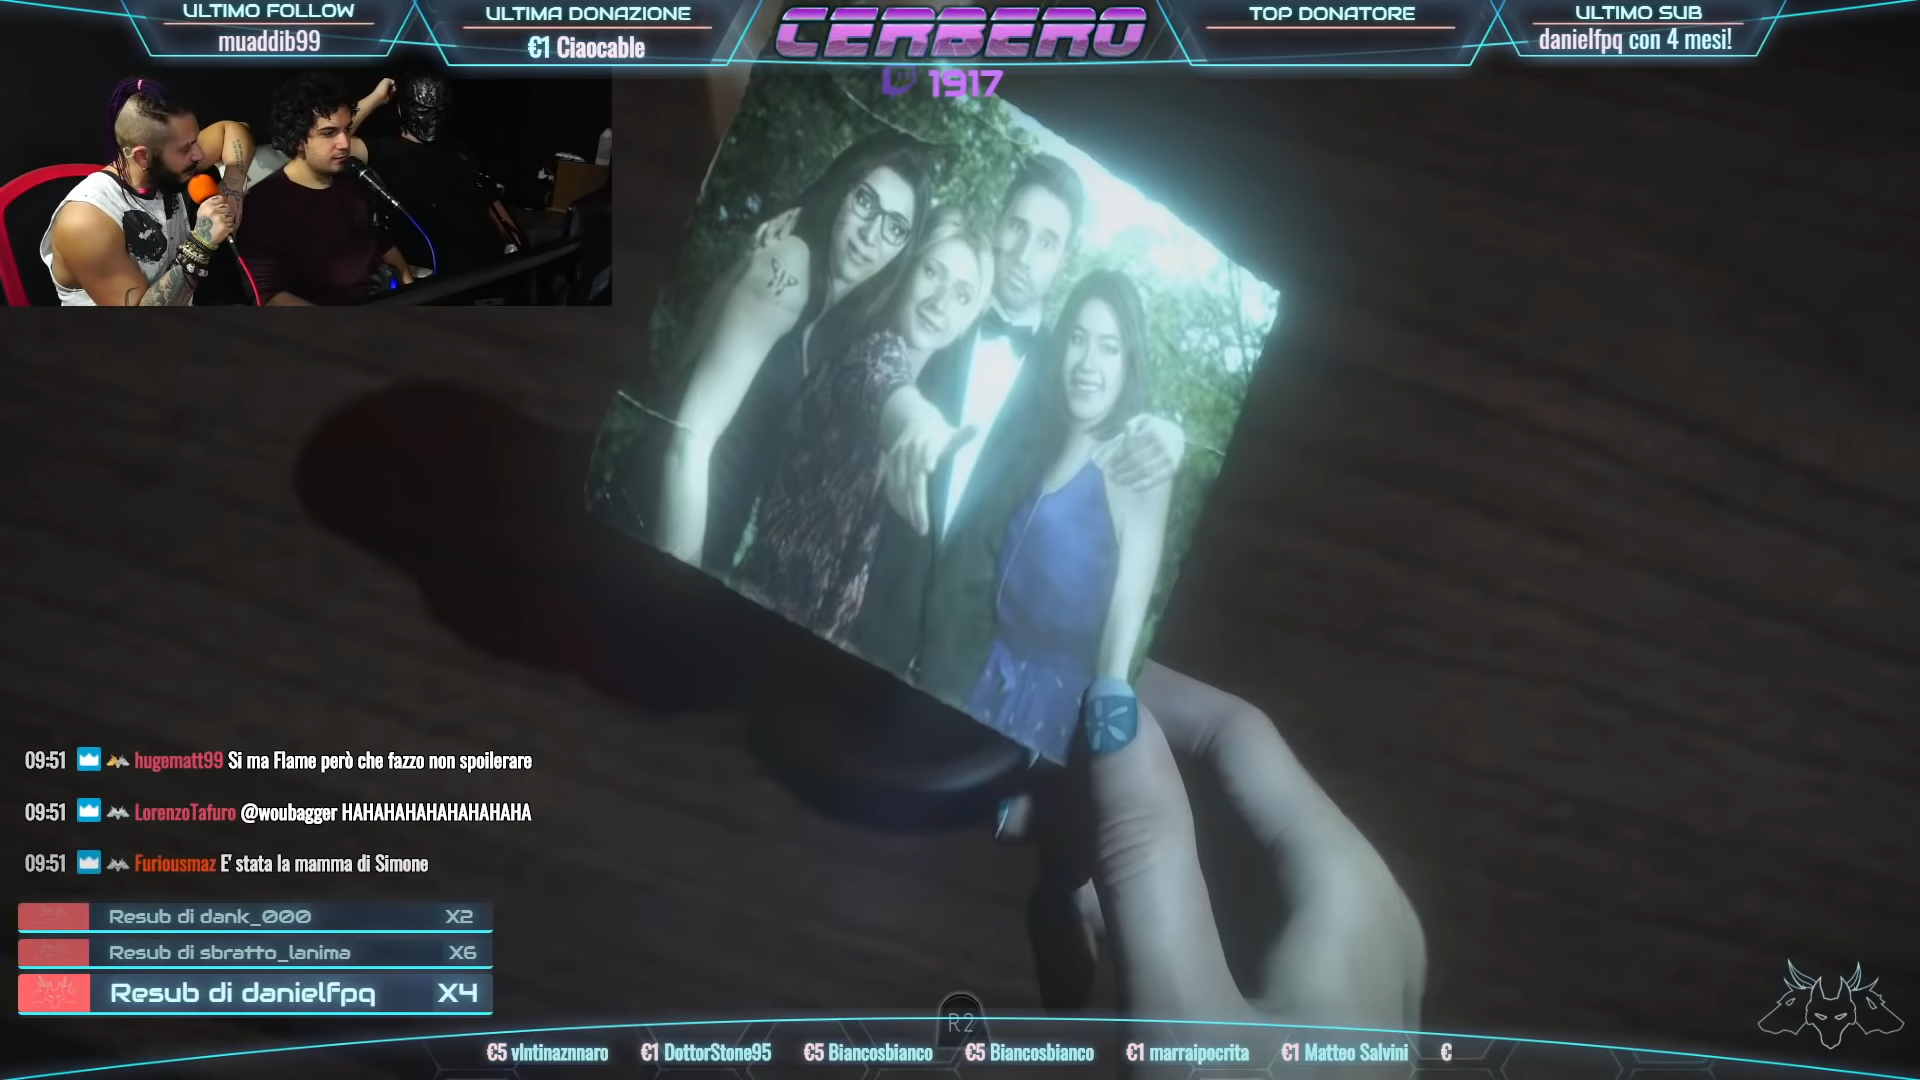 ULTIMO FOLLOW
muaddib99
ULTIMA DONAZIONE
€1 Ciaocable
CERBERO
1917
TOP DONATORE
ULTIMO SUB
danielfpq con 4 mesi!
09:51 hugematt99 Si ma Flame però che fazzo non spoilerare
09:51 LorenzoTafuro @woubagger HAHAHAHAHAHAHAHA
09:51 Furiousmaz E' stata la mamma di Simone
Resub di dank_000 X2
Resub di sbratto_lanima X6
Resub di danielfpq X4
R2
€5 vlntinaznnaro €1 DottorStone95 €5 Biancosbianco €5 Biancosbianco €1 marraipocrita €1 Matteo Salvini €